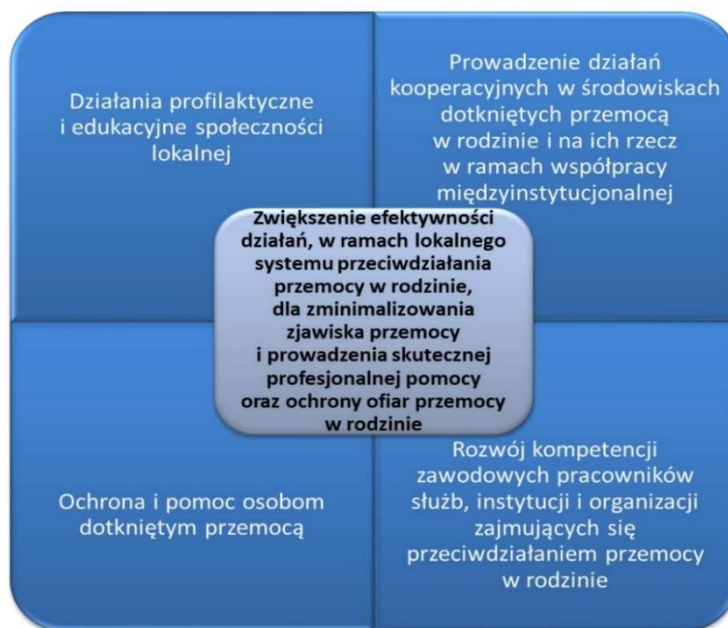 Działania profilaktyczne
i edukacyjne społeczności
lokalnej
Prowadzenie działań
kooperacyjnych w środowiskach
dotkniętych przemocą
w rodzinie i na ich rzecz
w ramach współpracy
międzyinstytucjonalnej
Zwiększenie efektywności
działań, w ramach lokalnego
systemu przeciwdziałania
przemocy w rodzinie,
dla zminimalizowania
zjawiska przemocy
i prowadzenia skutecznej
profesjonalnej pomocy
oraz ochrony ofiar przemocy
w rodzinie
Ochrona i pomoc osobom
dotkniętym przemocą
Rozwój kompetencji
zawodowych pracowników
służb, instytucji i organizacji
zajmujących się
przeciwdziałaniem przemocy
w rodzinie